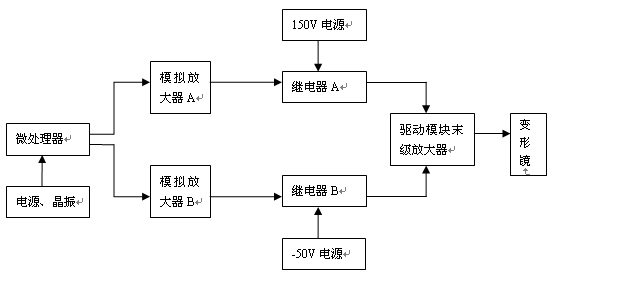 150V 电源
模拟放
大器 A
继电器 A
微处理器
驱动模块末
级放大器
变
形
镜
模拟放
大器 B
继电器 B
电源、晶振
-50V 电源